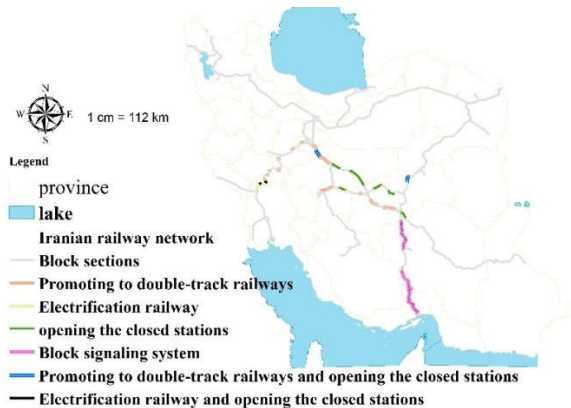 N
W E
S
1 cm = 112 km
Legend
province
lake
Iranian railway network
Block sections
Promoting to double-track railways
Electrification railway
opening the closed stations
Block signaling system
Promoting to double-track railways and opening the closed stations
Electrification railway and opening the closed stations